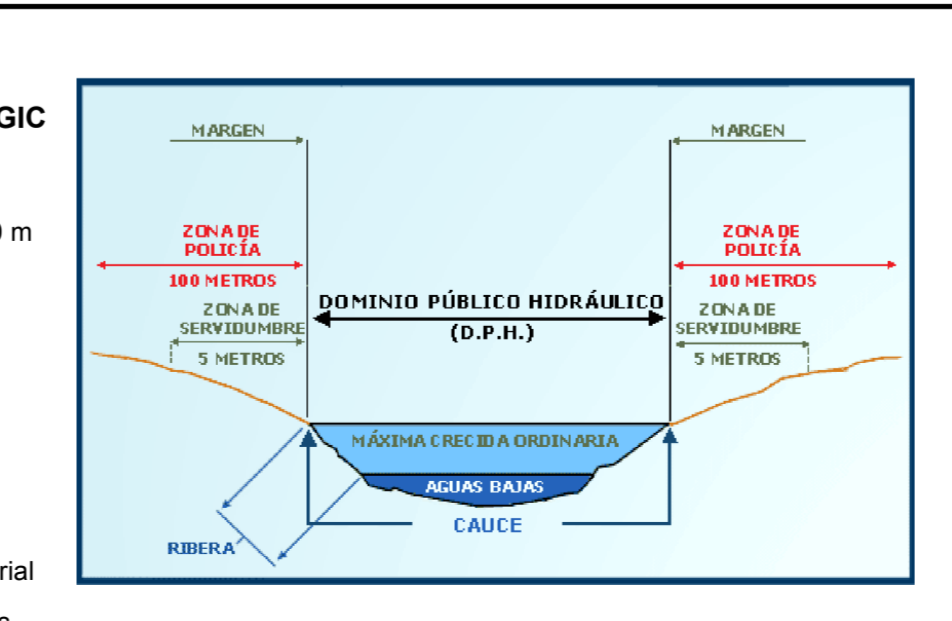 GIC
MARGEN
MARGEN
m
ZONA DE
POLICÍA
100 METROS
ZONA DE
POLICÍA
100 METROS
ZONA DE
SERVIDUMBRE
5 METROS
DOMINIO PÚBLICO HIDRÁULICO
(D.P.H.)
ZONA DE
SERVIDUMBRE
5 METROS
MÁXIMA CRECIDA ORDINARIA
AGUAS BAJAS
CAUCE
RIBERA
rial